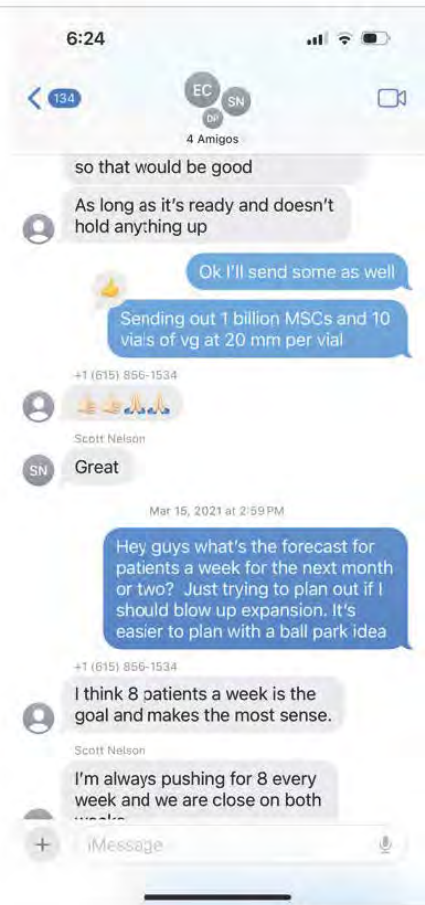 6:24
134
EC
SN
DP
4 Amigos
so that would be good
As long as it's ready and doesn't
hold anything up
Ok I'll send some as well
Sending out 1 billion MSCs and 10
vials of vg at 20 mm per vial
+1 (615) 856-1534
👍🏻👍🏻🙏🏻🙏🏻
Scott Nelson
SN
Great
Mar 15, 2021 at 2:59 PM
Hey guys what's the forecast for
patients a week for the next month
or two?  Just trying to plan out if I
should blow up expansion. It's
easier to plan with a ball park idea
+1 (615) 856-1534
I think 8 patients a week is the
goal and makes the most sense.
Scott Nelson
I'm always pushing for 8 every
week and we are close on both
iMessage